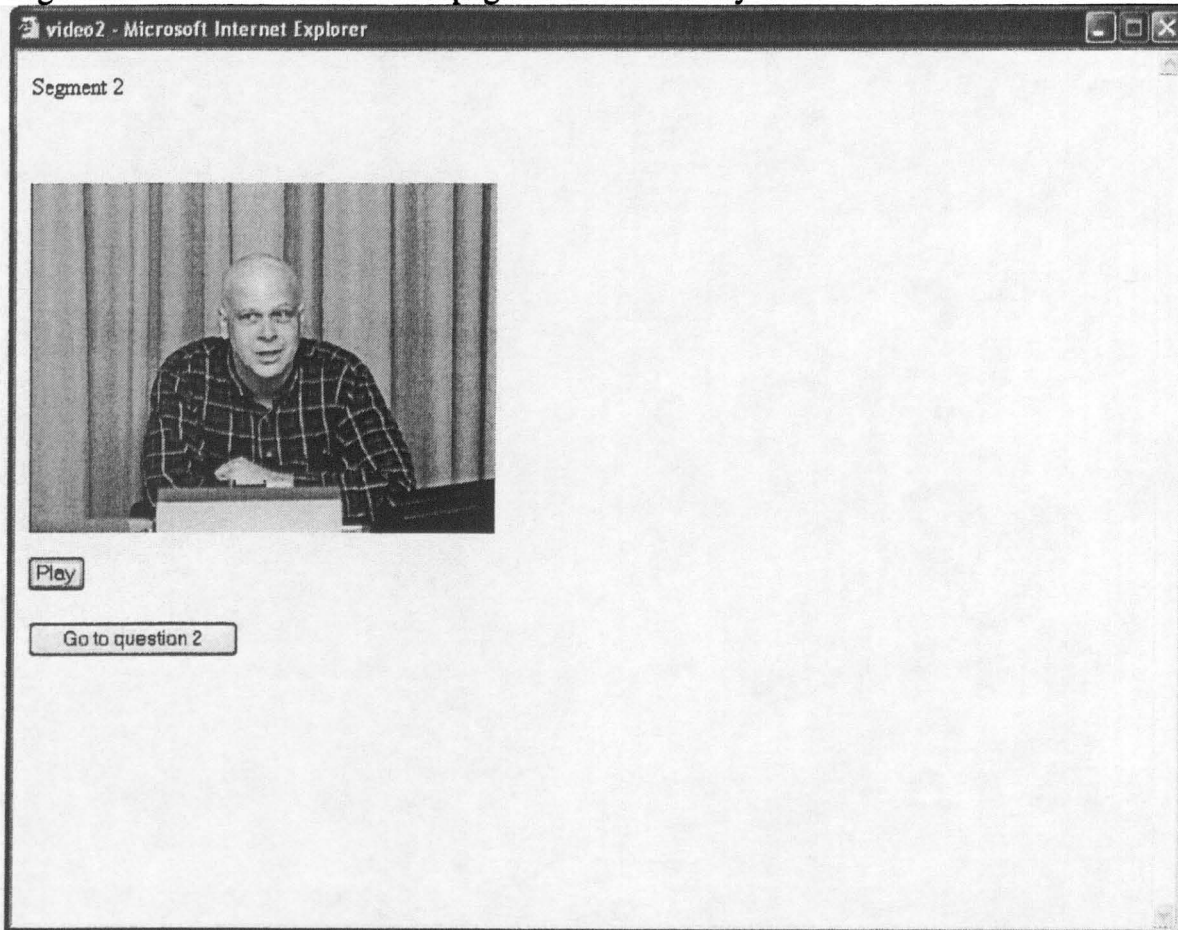 video2 - Microsoft Internet Explorer
Segment 2
Play
Go to question 2